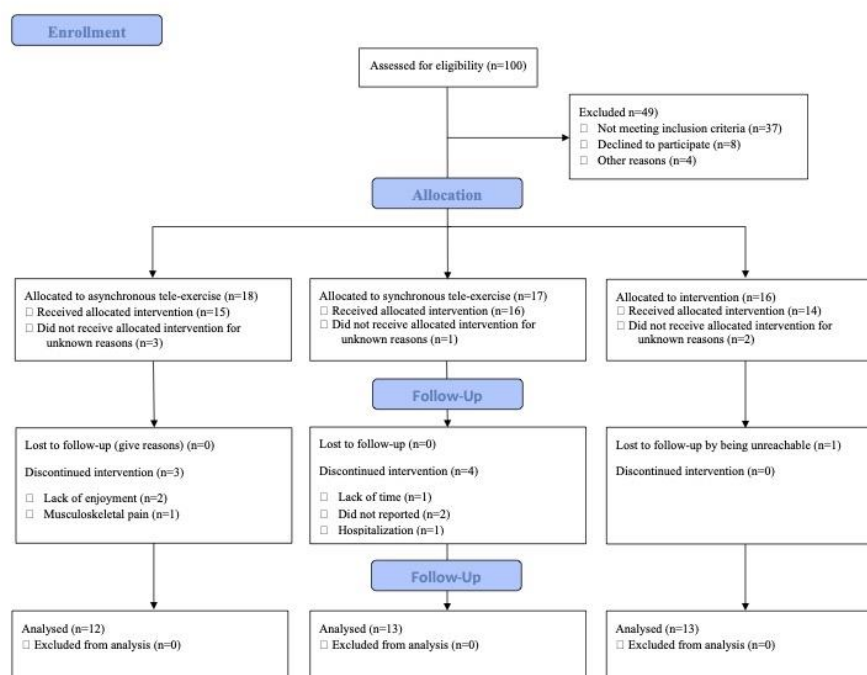 Enrollment
Assessed for eligibility (n=100)
Excluded n=49)
Not meeting inclusion criteria (n=37)
Declined to participate (n=8)
Other reasons (n=4)
Allocation
Allocated to asynchronous tele-exercise (n=18)
Received allocated intervention (n=15)
Did not receive allocated intervention for
unknown reasons (n=3)
Allocated to synchronous tele-exercise (n=17)
Received allocated intervention (n=16)
Did not receive allocated intervention for
unknown reasons (n=1)
Allocated to intervention (n=16)
Received allocated intervention (n=14)
Did not receive allocated intervention for
unknown reasons (n=2)
Follow-Up
Lost to follow-up (give reasons) (n=0)
Discontinued intervention (n=3)
Lack of enjoyment (n=2)
Musculoskeletal pain (n=1)
Lost to follow-up (n=0)
Discontinued intervention (n=4)
Lack of time (n=1)
Did not reported (n=2)
Hospitalization (n=1)
Lost to follow-up by being unreachable (n=1)
Discontinued intervention (n=0)
Follow-Up
Analysed (n=12)
Excluded from analysis (n=0)
Analysed (n=13)
Excluded from analysis (n=0)
Analysed (n=13)
Excluded from analysis (n=0)